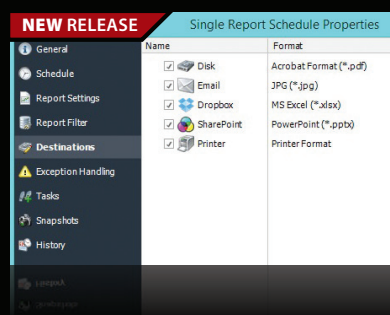 NEW RELEASE
Single Report Schedule Properties
General
Schedule
Report Settings
Report Filter
Destinations
Exception Handling
Tasks
Snapshots
History
Name
Format
Disk
Acrobat Format (*.pdf)
Email
JPG (*.jpg)
Dropbox
MS Excel (*.xlsx)
SharePoint
PowerPoint (*.pptx)
Printer
Printer Format